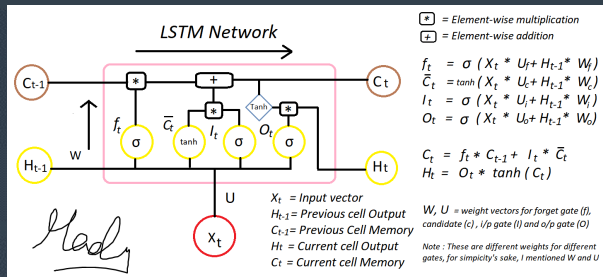 LSTM Network
* = Element-wise multiplication
+ = Element-wise addition
fₜ = σ ( Xₜ * U_f + Hₜ₋₁ * W_f )
C̄ₜ = tanh ( Xₜ * U_c + Hₜ₋₁ * W_c )
Iₜ = σ ( Xₜ * Uᵢ + Hₜ₋₁ * Wᵢ )
Oₜ = σ ( Xₜ * Uₒ + Hₜ₋₁ * Wₒ )
Cₜ = fₜ * Cₜ₋₁ + Iₜ * C̄ₜ
Hₜ = Oₜ * tanh ( Cₜ )
W, U = weight vectors for forget gate (f),
candidate (c) , i/p gate (I) and o/p gate (O)
Note : These are different weights for different
gates, for simpicity's sake, I mentioned W and U
Cₜ₋₁
*
+
Cₜ
Tanh
*
*
fₜ
C̄ₜ
Iₜ
Oₜ
σ
tanh
σ
σ
W
Hₜ₋₁
Hₜ
U
Xₜ
Xₜ = Input vector
Hₜ₋₁ = Previous cell Output
Cₜ₋₁ = Previous cell Memory
Hₜ = Current cell Output
Cₜ = Current cell Memory